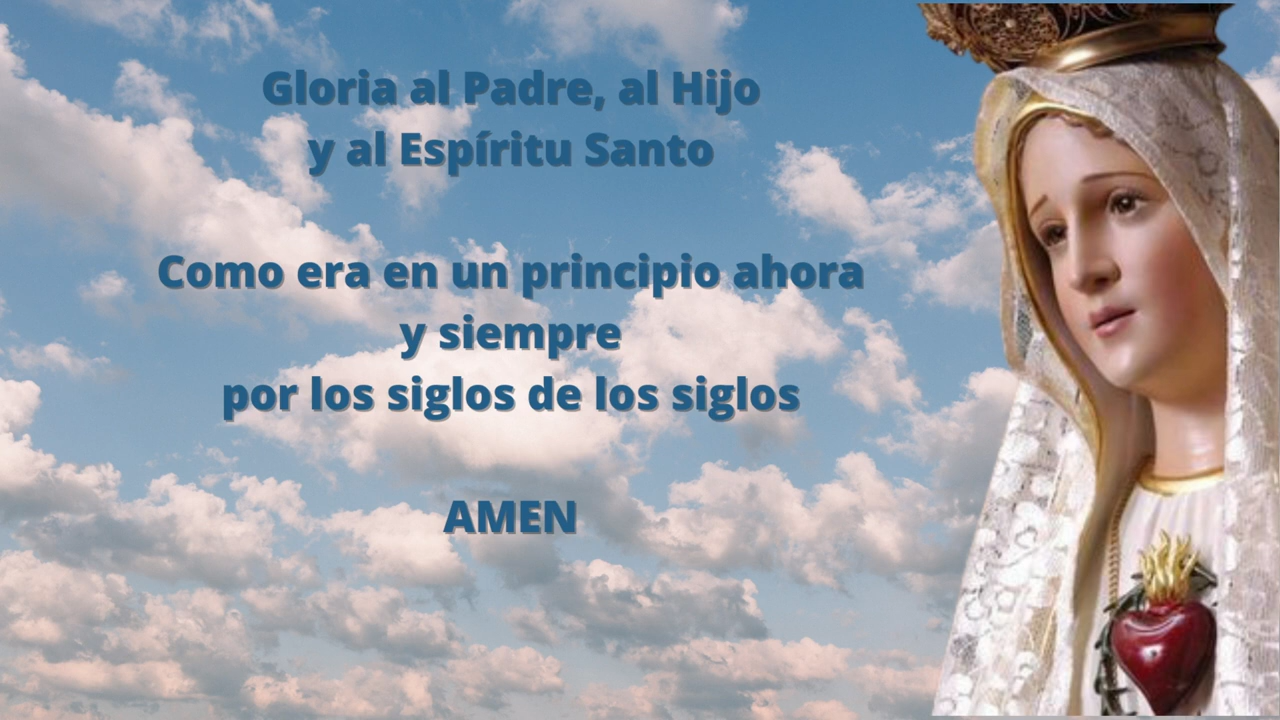 Gloria al Padre, al Hijo
y al Espíritu Santo
Como era en un principio ahora
y siempre
por los siglos de los siglos
AMEN